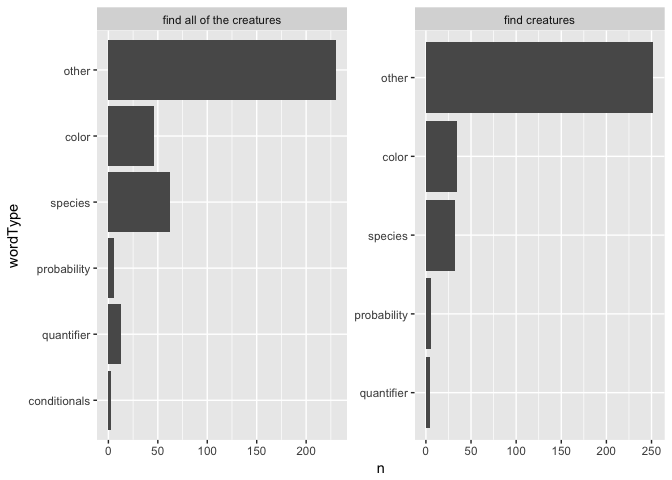 find all of the creatures
find creatures
wordType
other
color
species
probability
quantifier
conditionals
0 50 100 150 200
other
color
species
probability
quantifier
0 50 100 150 200 250
n